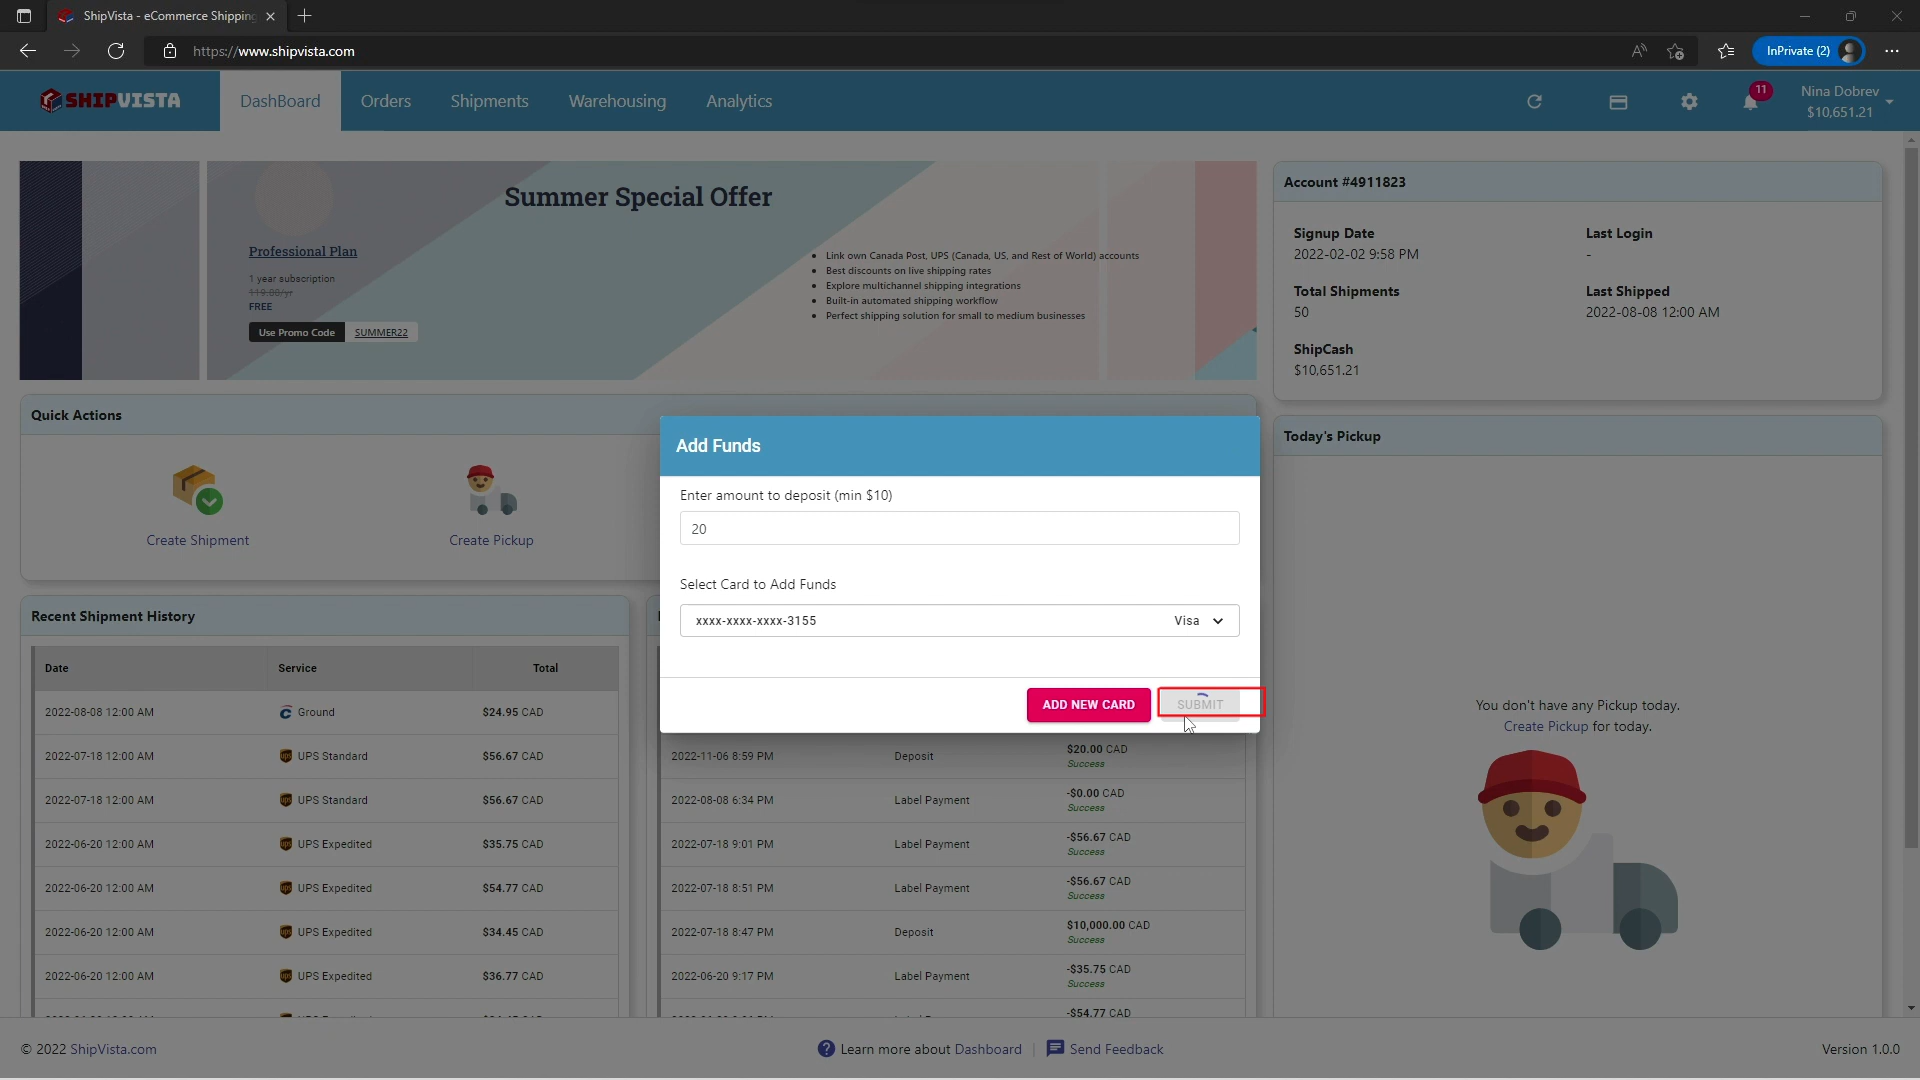 ShipVista - eCommerce Shipping
https://www.shipvista.com
InPrivate (2)
SHIPVISTA
DashBoard
Orders
Shipments
Warehousing
Analytics
11
Nina Dobrev
$10,651.21
Summer Special Offer
Professional Plan
1 year subscription
119.88/yr
FREE
Use Promo Code SUMMER22
Link own Canada Post, UPS (Canada, US, and Rest of World) accounts
Best discounts on live shipping rates
Explore multichannel shipping integrations
Built-in automated shipping workflow
Perfect shipping solution for small to medium businesses
Account #4911823
Signup Date
2022-02-02 9:58 PM
Last Login
-
Total Shipments
50
Last Shipped
2022-08-08 12:00 AM
ShipCash
$10,651.21
Quick Actions
Create Shipment
Create Pickup
Add Funds
Enter amount to deposit (min $10)
20
Select Card to Add Funds
xxxx-xxxx-xxxx-3155 Visa
ADD NEW CARD
SUBMIT
Today's Pickup
You don't have any Pickup today.
Create Pickup for today.
Recent Shipment History
Date Service Total
2022-08-08 12:00 AM Ground $24.95 CAD
2022-07-18 12:00 AM UPS Standard $56.67 CAD
2022-07-18 12:00 AM UPS Standard $56.67 CAD
2022-06-20 12:00 AM UPS Expedited $35.75 CAD
2022-06-20 12:00 AM UPS Expedited $54.77 CAD
2022-06-20 12:00 AM UPS Expedited $34.45 CAD
2022-06-20 12:00 AM UPS Expedited $36.77 CAD
2022-11-06 8:59 PM Deposit $20.00 CAD
Success
2022-08-08 6:34 PM Label Payment -$0.00 CAD
Success
2022-07-18 9:01 PM Label Payment -$56.67 CAD
Success
2022-07-18 8:51 PM Label Payment -$56.67 CAD
Success
2022-07-18 8:47 PM Deposit $10,000.00 CAD
Success
2022-06-20 9:17 PM Label Payment -$35.75 CAD
Success
-$54.77 CAD
© 2022 ShipVista.com
Learn more about Dashboard
Send Feedback
Version 1.0.0